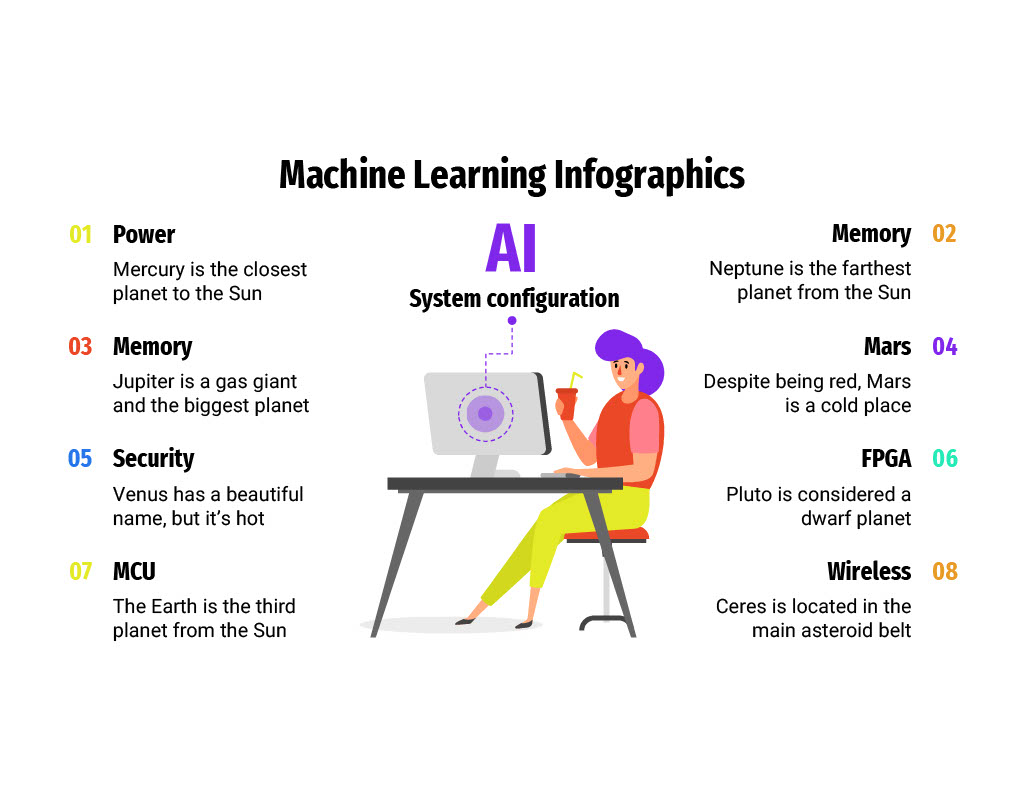 Machine Learning Infographics
AI
System configuration
01 Power
Mercury is the closest
planet to the Sun
Memory 02
Neptune is the farthest
planet from the Sun
03 Memory
Jupiter is a gas giant
and the biggest planet
Mars 04
Despite being red, Mars
is a cold place
05 Security
Venus has a beautiful
name, but it’s hot
FPGA 06
Pluto is considered a
dwarf planet
07 MCU
The Earth is the third
planet from the Sun
Wireless 08
Ceres is located in the
main asteroid belt